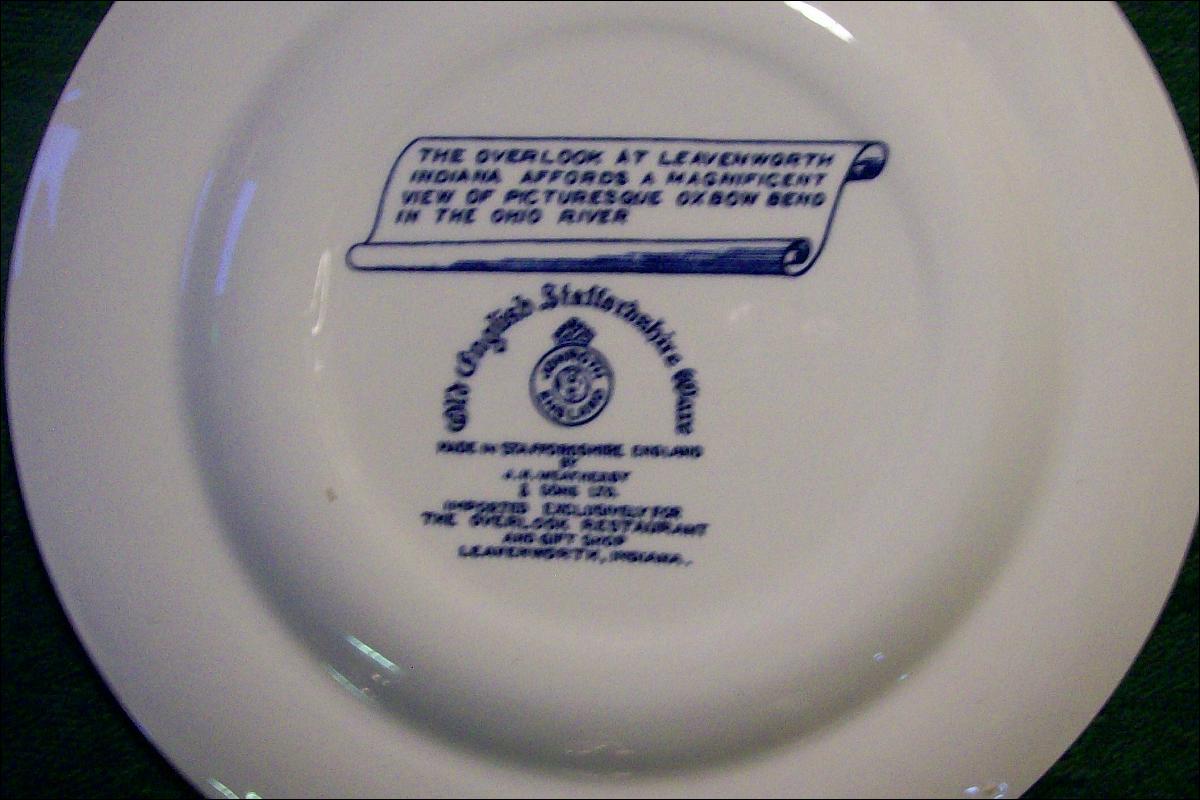 THE OVERLOOK AT LEAVENWORTH
INDIANA AFFORDS A MAGNIFICENT
VIEW OF PICTURESQUE OXBOW BEND
IN THE OHIO RIVER
Old English Staffordshire Ware
ENGLAND
MADE IN STAFFORDSHIRE ENGLAND
BY
J.H. WEATHERBY
& SONS LTD.
IMPORTED EXCLUSIVELY FOR
THE OVERLOOK RESTAURANT
AND GIFT SHOP
LEAVENWORTH, INDIANA.